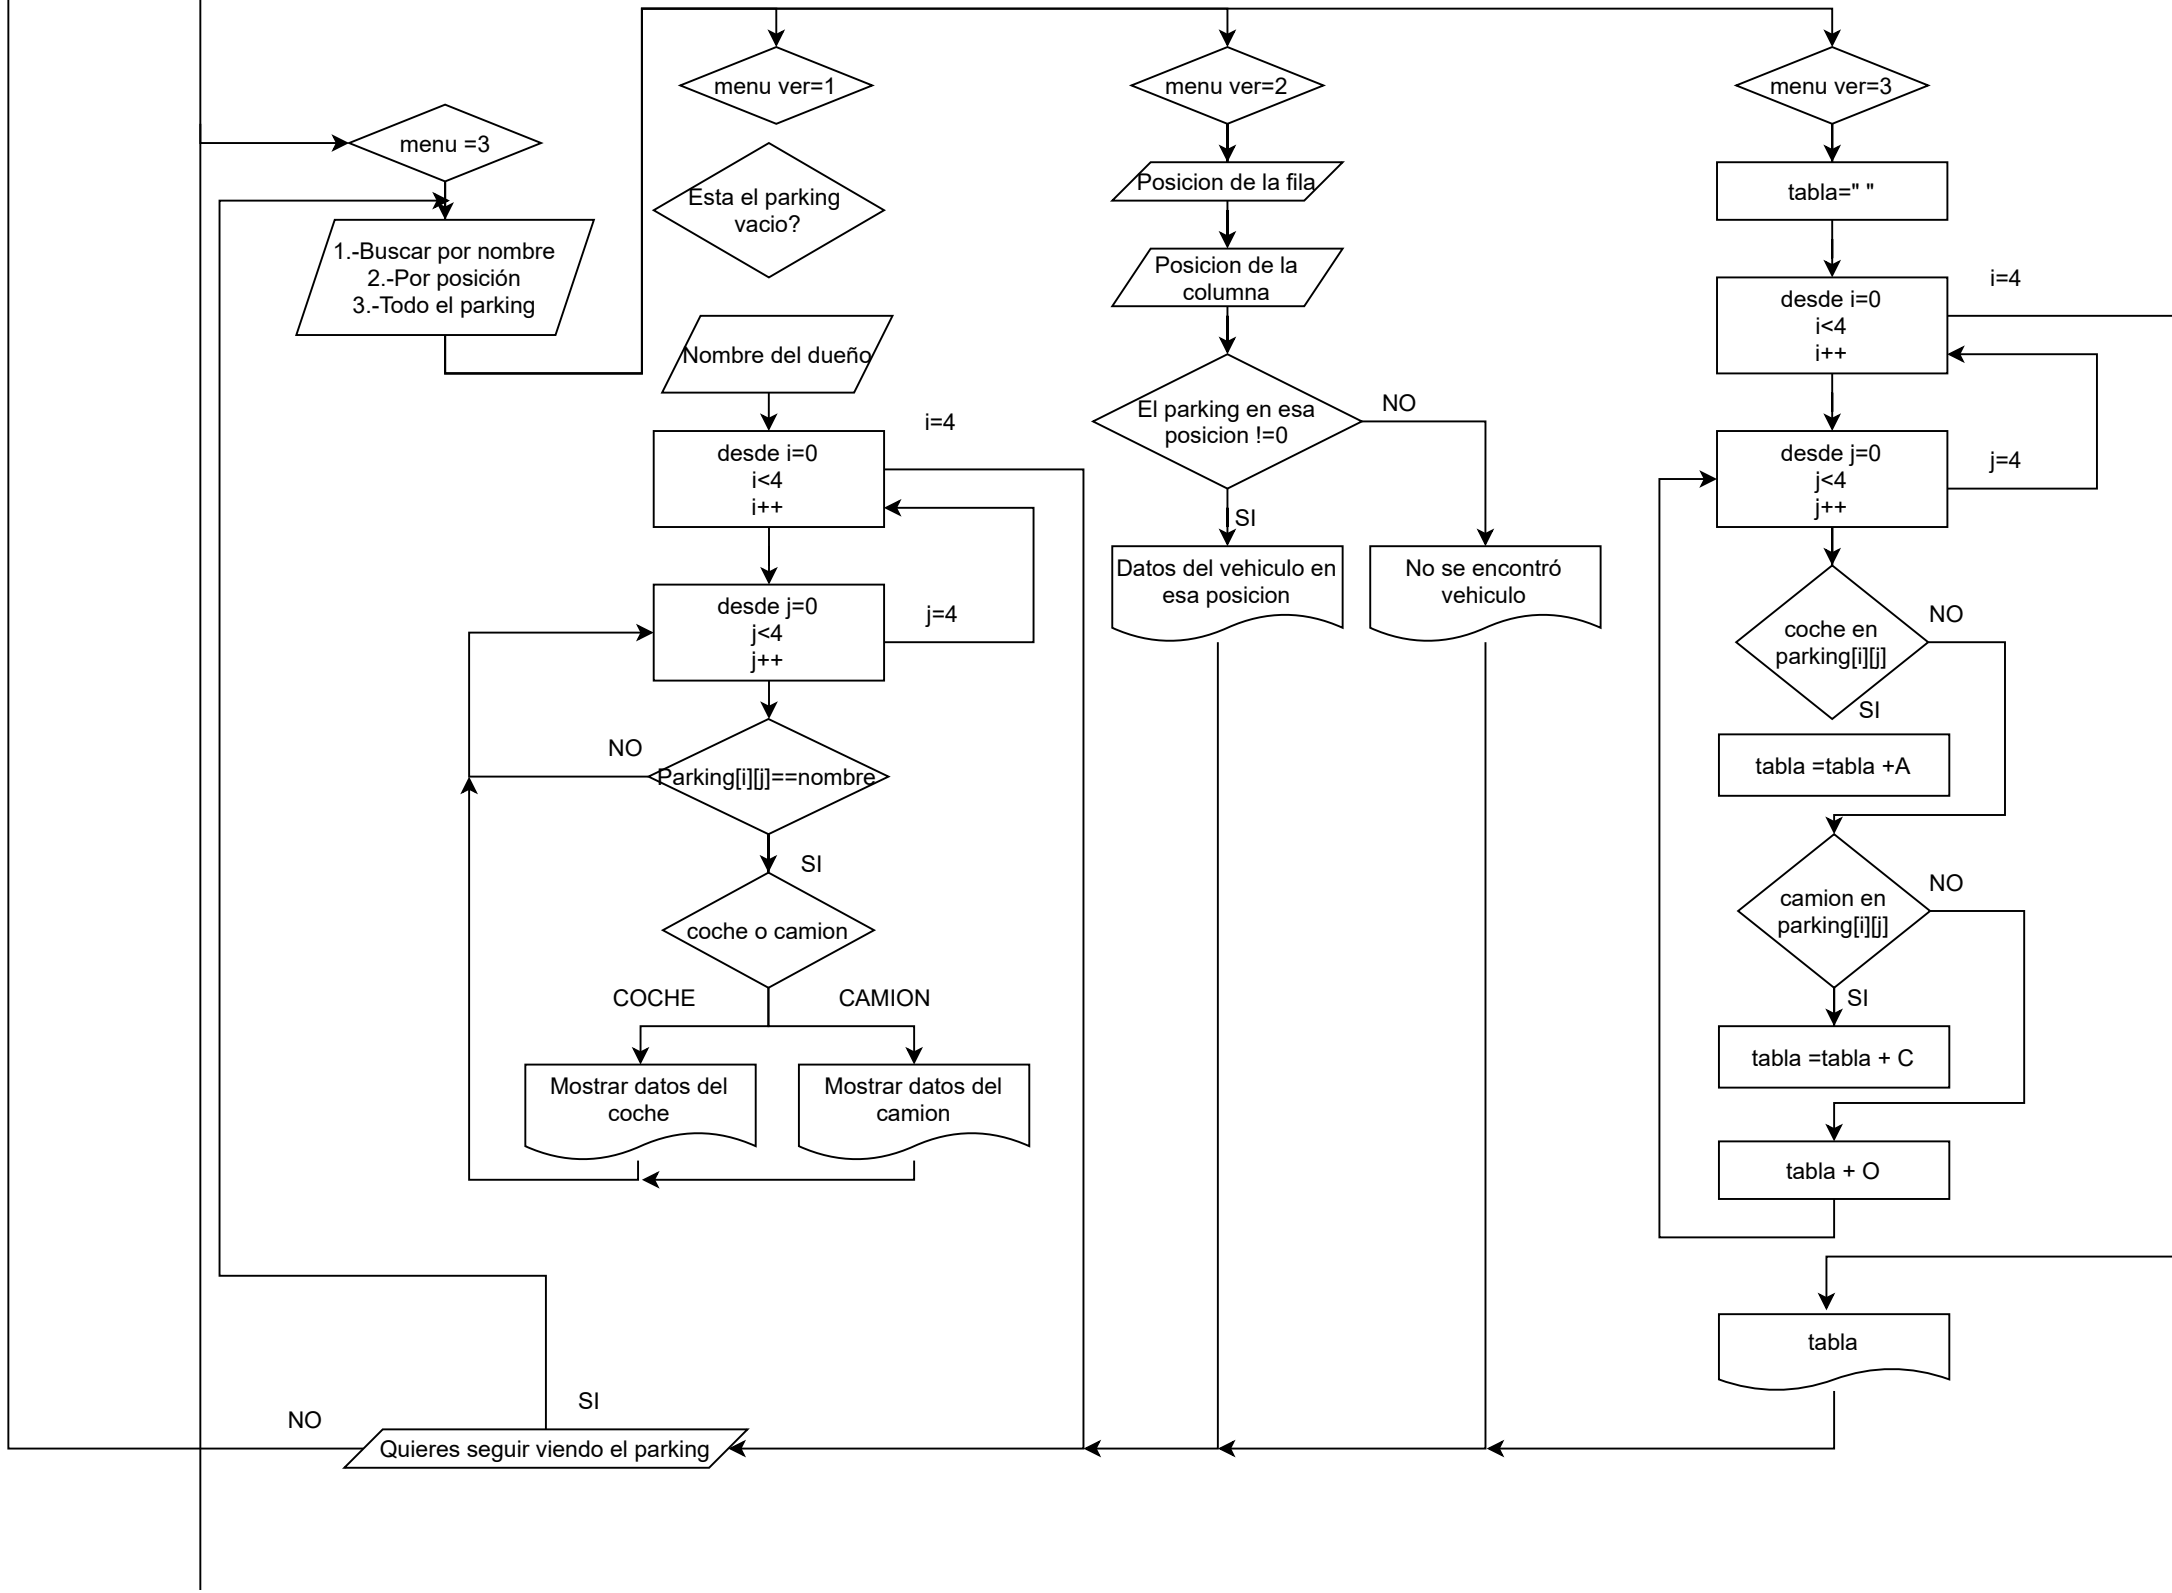 menu ver=1
menu ver=2
menu ver=3
menu =3
1.-Buscar por nombre
2.-Por posición
3.-Todo el parking
Esta el parking
vacio?
Nombre del dueño
desde i=0
i<4
i++
i=4
desde j=0
j<4
j++
j=4
NO
Parking[i][j]==nombre
SI
coche o camion
COCHE
CAMION
Mostrar datos del
coche
Mostrar datos del
camion
Posicion de la fila
Posicion de la
columna
El parking en esa
posicion !=0
NO
SI
Datos del vehiculo en
esa posicion
No se encontró
vehiculo
tabla=" "
desde i=0
i<4
i++
i=4
desde j=0
j<4
j++
j=4
coche en
parking[i][j]
NO
SI
tabla =tabla +A
camion en
parking[i][j]
NO
SI
tabla =tabla + C
tabla + O
tabla
SI
NO
Quieres seguir viendo el parking